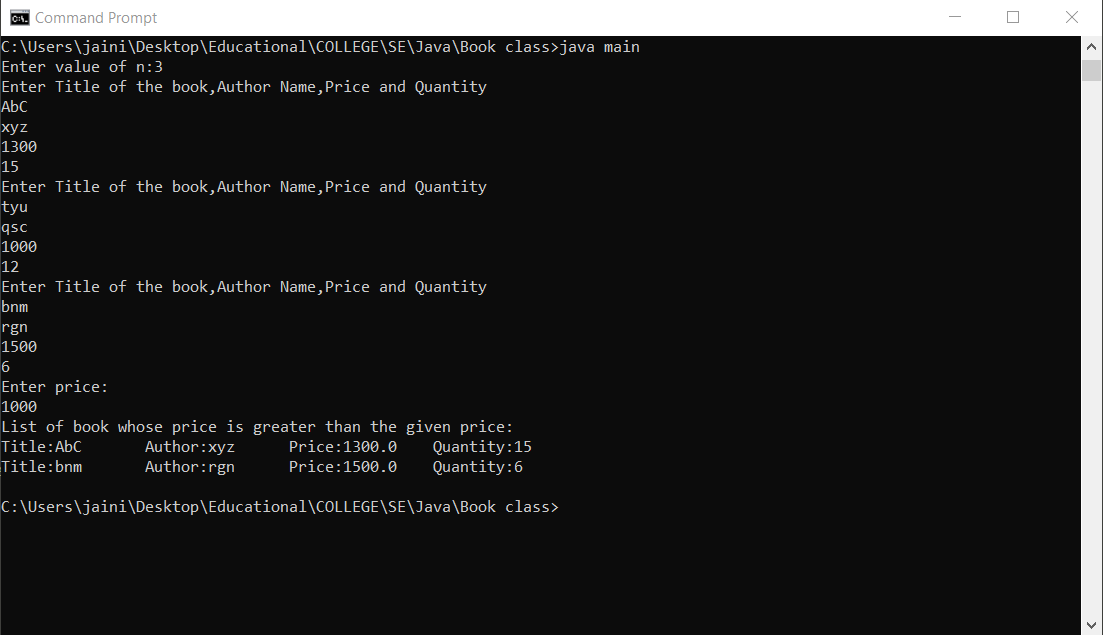 Command Prompt
C:\Users\jaini\Desktop\Educational\COLLEGE\SE\Java\Book class>java main
Enter value of n:3
Enter Title of the book,Author Name,Price and Quantity
AbC
xyz
1300
15
Enter Title of the book,Author Name,Price and Quantity
tyu
qsc
1000
12
Enter Title of the book,Author Name,Price and Quantity
bnm
rgn
1500
6
Enter price:
1000
List of book whose price is greater than the given price:
Title:AbC       Author:xyz      Price:1300.0    Quantity:15
Title:bnm       Author:rgn      Price:1500.0    Quantity:6
C:\Users\jaini\Desktop\Educational\COLLEGE\SE\Java\Book class>